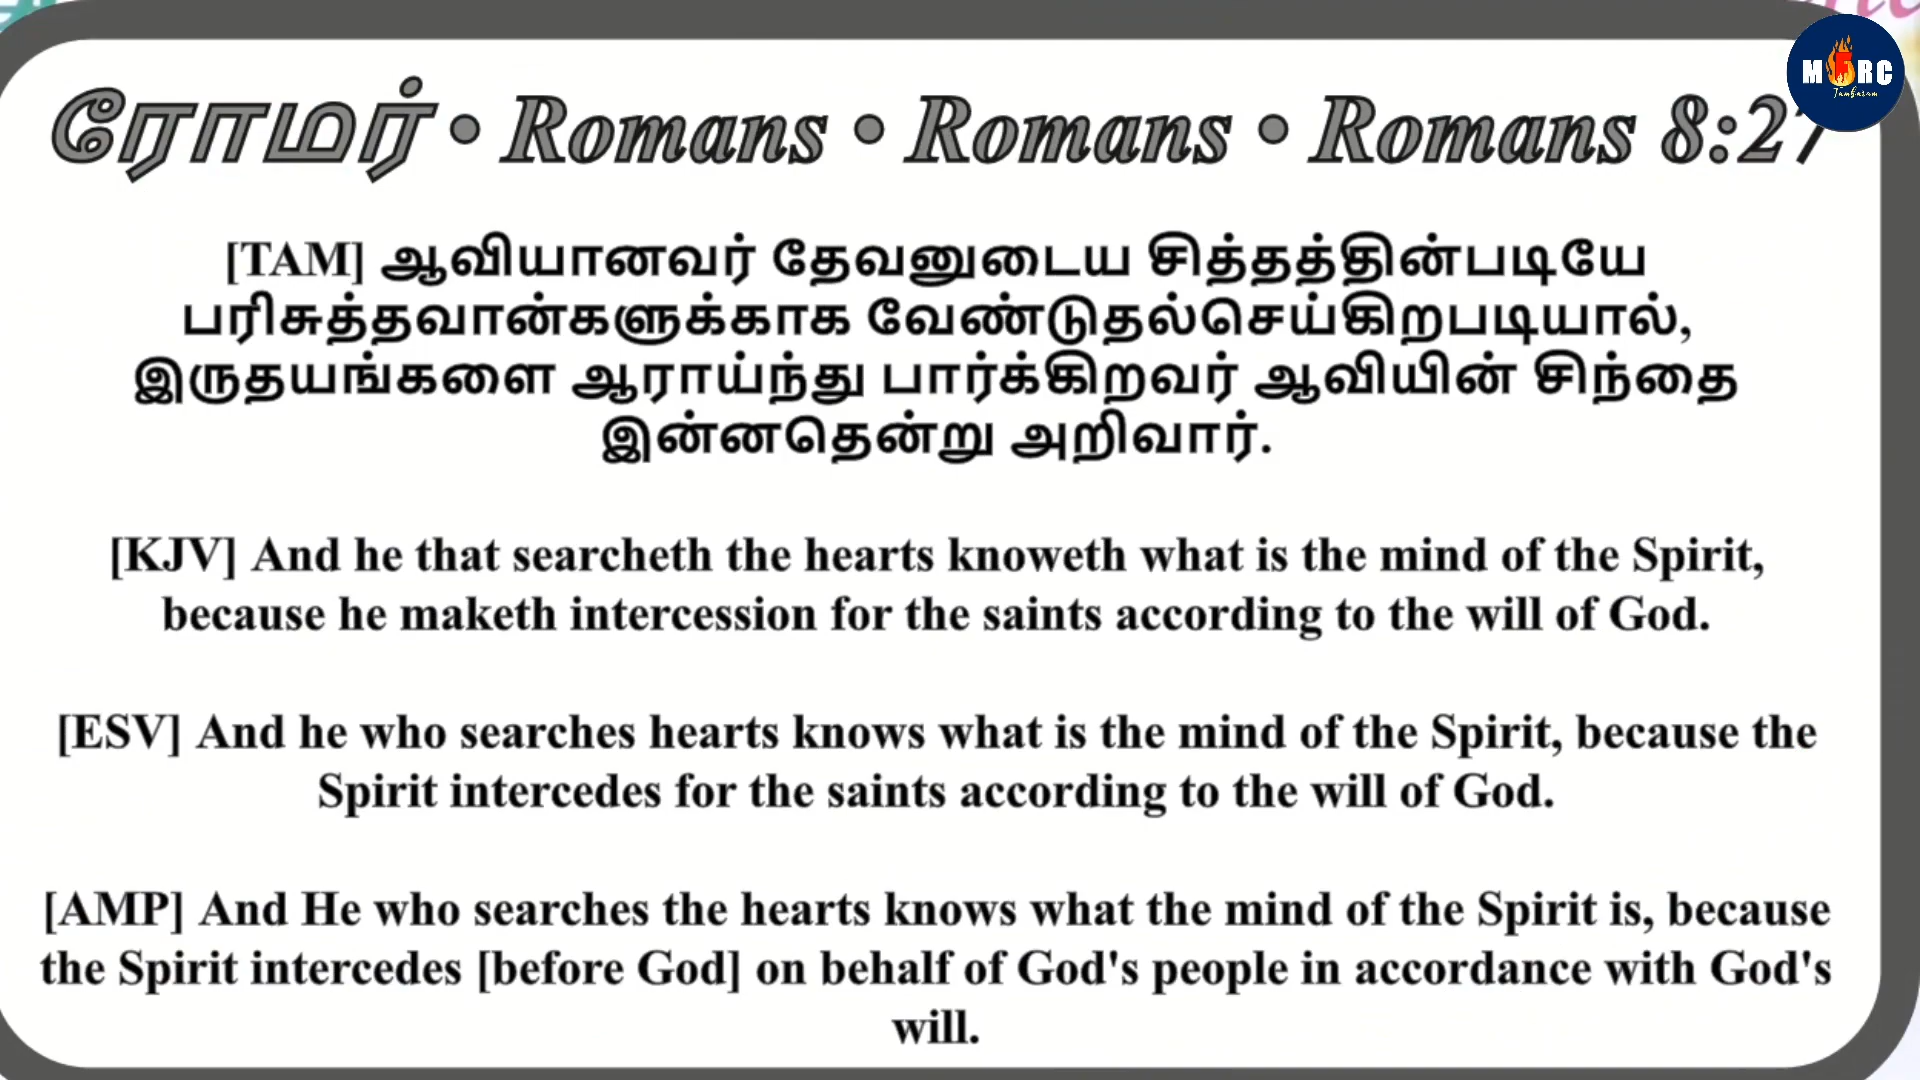 ரோமர் • Romans • Romans • Romans 8:27
M FRC
Tambaram
[TAM] ஆவியானவர் தேவனுடைய சித்தத்தின்படியே
பரிசுத்தவான்களுக்காக வேண்டுதல்செய்கிறபடியால்,
இருதயங்களை ஆராய்ந்து பார்க்கிறவர் ஆவியின் சிந்தை
இன்னதென்று அறிவார்.
[KJV] And he that searcheth the hearts knoweth what is the mind of the Spirit,
because he maketh intercession for the saints according to the will of God.
[ESV] And he who searches hearts knows what is the mind of the Spirit, because the
Spirit intercedes for the saints according to the will of God.
[AMP] And He who searches the hearts knows what the mind of the Spirit is, because
the Spirit intercedes [before God] on behalf of God's people in accordance with God's
will.